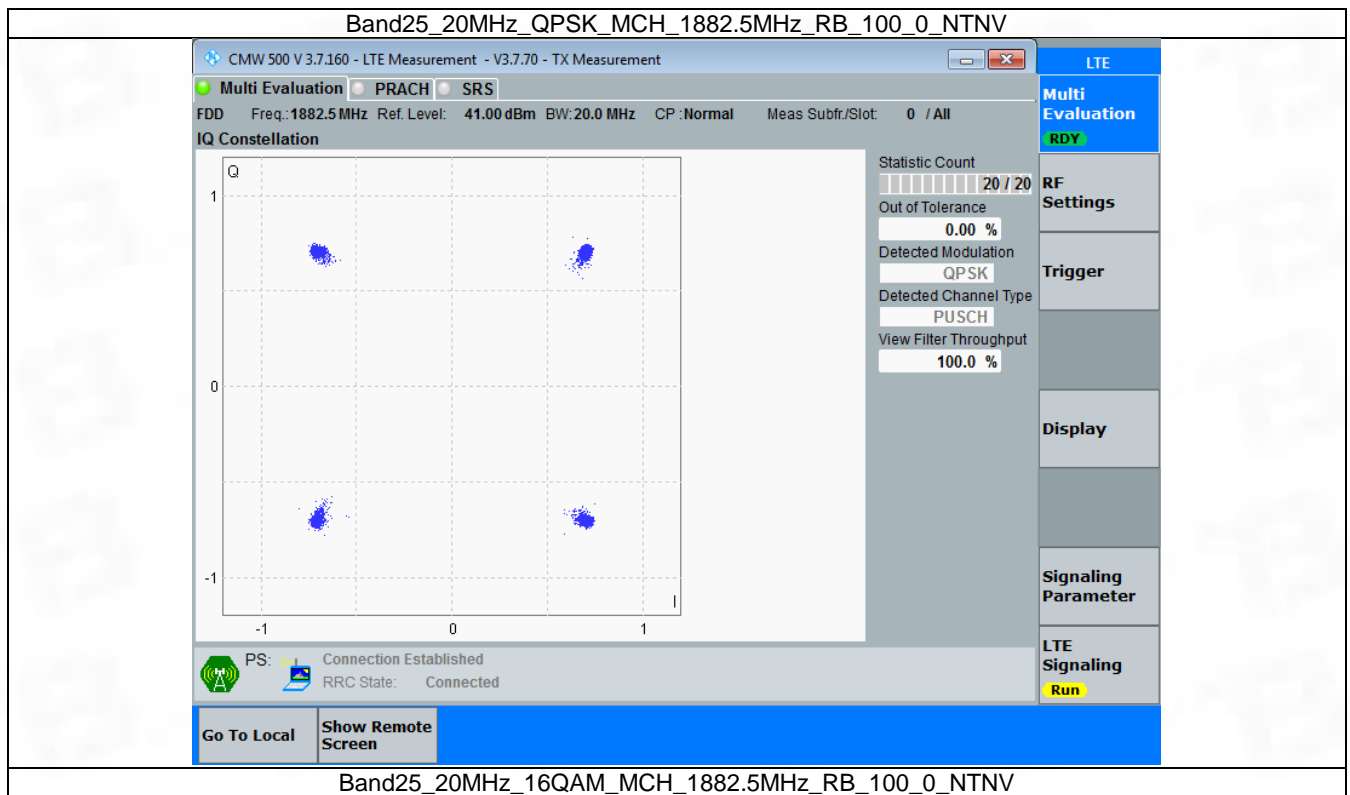 Band25_20MHz_QPSK_MCH_1882.5MHz_RB_100_0_NTNV
CMW 500 V 3.7.160 - LTE Measurement - V3.7.70 - TX Measurement
LTE
Multi Evaluation PRACH SRS
FDD Freq.:1882.5 MHz Ref. Level: 41.00 dBm BW:20.0 MHz CP :Normal Meas Subfr./Slot: 0 / All
IQ Constellation
Q
1
0
-1
I
-1 0 1
Statistic Count
20 / 20
Out of Tolerance
0.00 %
Detected Modulation
QPSK
Detected Channel Type
PUSCH
View Filter Throughput
100.0 %
Multi
Evaluation
RDY
RF
Settings
Trigger
Display
Signaling
Parameter
LTE
Signaling
Run
PS: Connection Established
RRC State: Connected
Go To Local
Show Remote
Screen
Band25_20MHz_16QAM_MCH_1882.5MHz_RB_100_0_NTNV